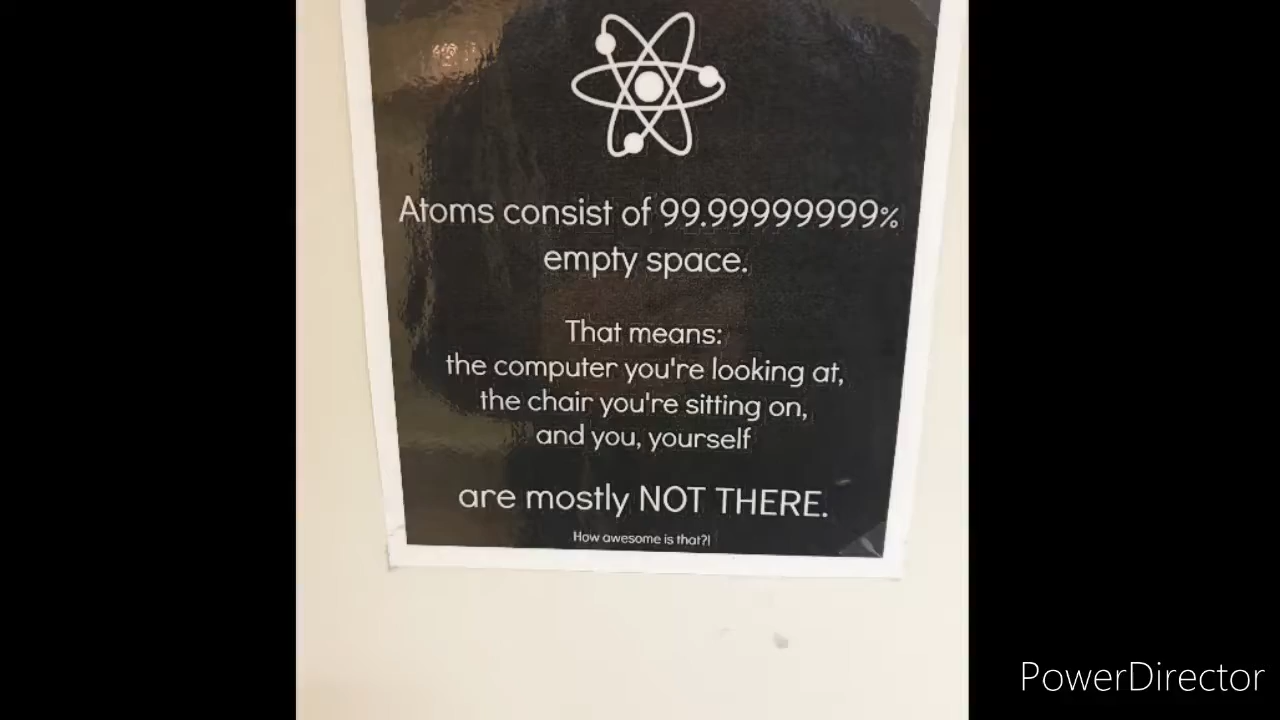 Atoms consist of 99.99999999%
empty space.
That means:
the computer you're looking at,
the chair you're sitting on,
and you, yourself
are mostly NOT THERE.
How awesome is that?!
PowerDirector